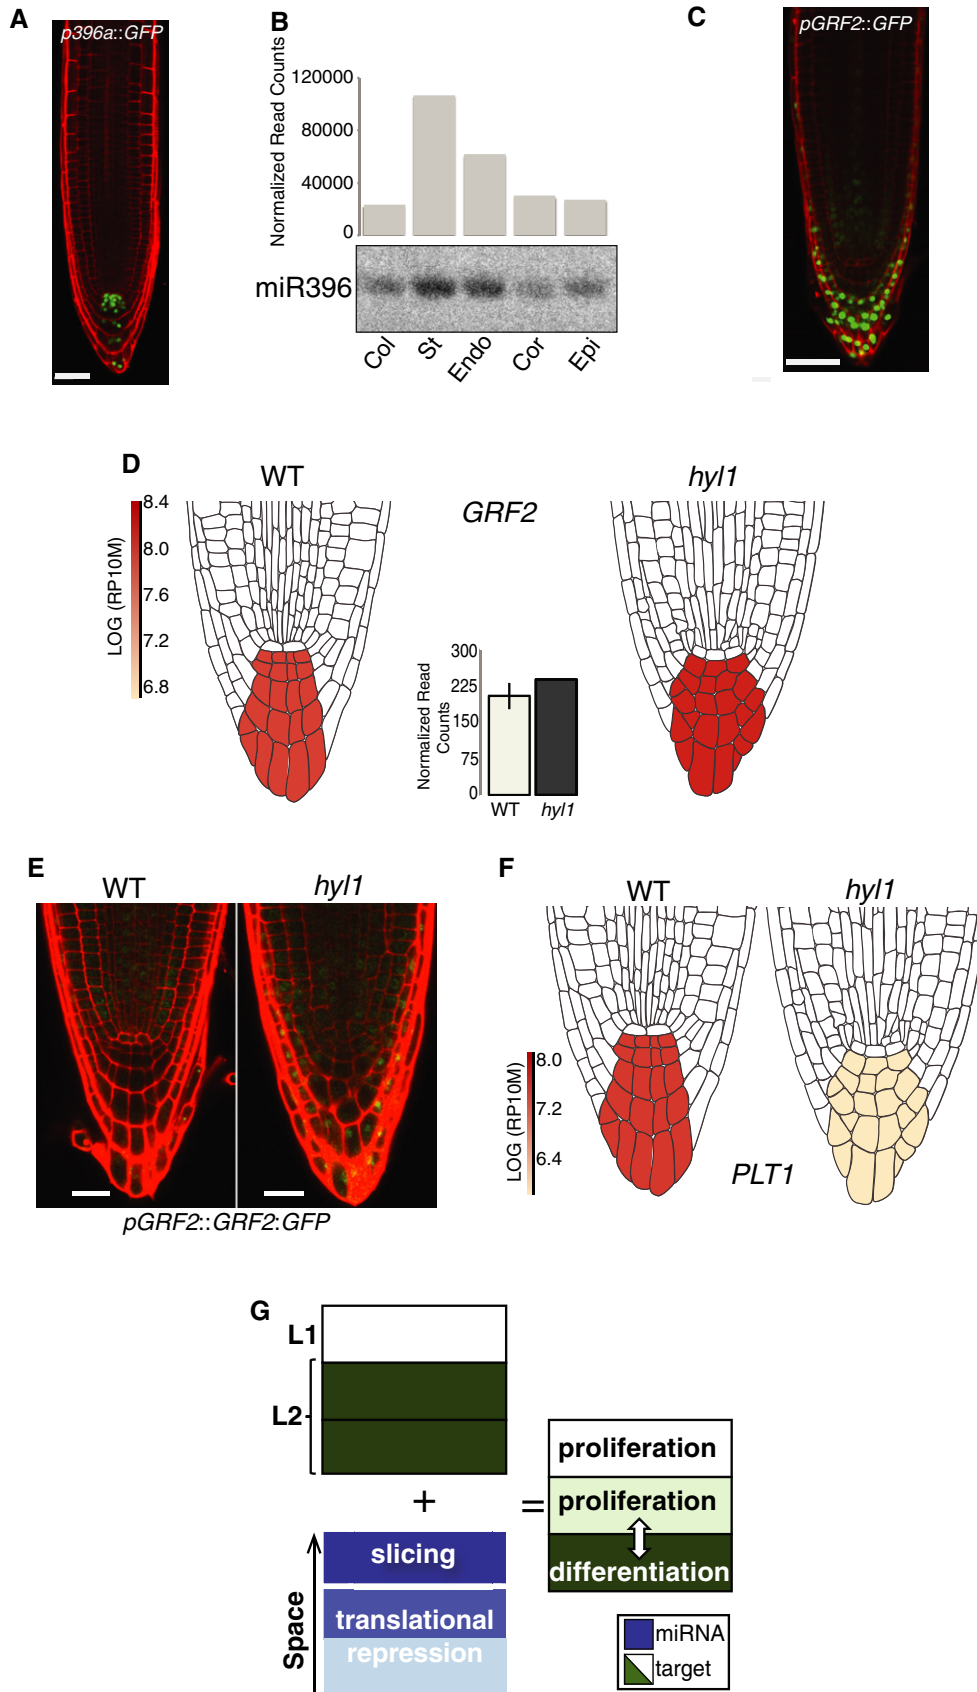 A
p396a::GFP
B
Normalized Read Counts
120000
80000
40000
0
miR396
Col
St
Endo
Cor
Epi
C
pGRF2::GFP
D
WT
GRF2
hyl1
LOG (RP10M)
8.4
8.0
7.6
7.2
6.8
Normalized Read
Counts
300
225
150
75
0
WT
hyl1
E
WT
hyl1
pGRF2::GRF2:GFP
F
WT
hyl1
LOG (RP10M)
8.0
7.2
6.4
PLT1
G
L1
L2
+
=
Space
slicing
translational
repression
proliferation
proliferation
differentiation
miRNA
target